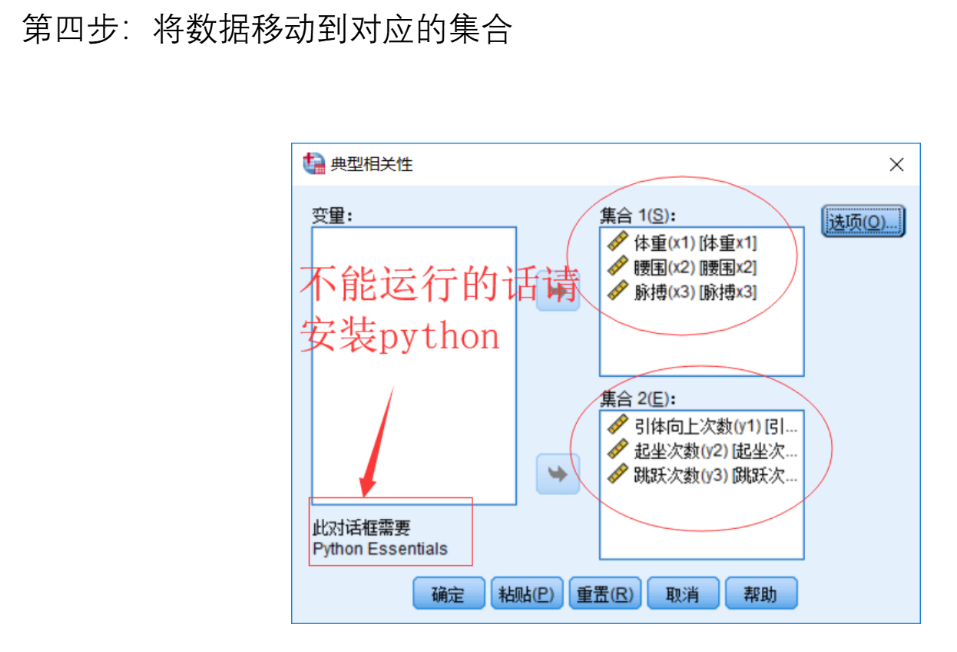 第四步：将数据移动到对应的集合
典型相关性
变量：
集合 1(S)：
选项(O)...
体重(x1) [体重x1]
腰围(x2) [腰围x2]
脉搏(x3) [脉搏x3]
不能运行的话请
安装python
集合 2(E)：
引体向上次数(y1) [引...
起坐次数(y2) [起坐次...
跳跃次数(y3) [跳跃次...
此对话框需要
Python Essentials
确定 粘贴(P) 重置(R) 取消 帮助